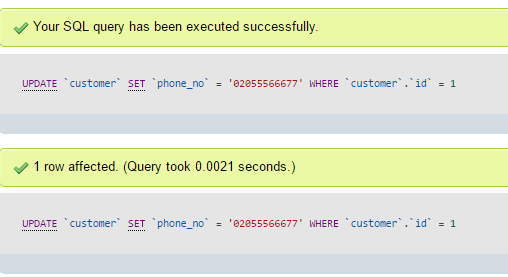 Your SQL query has been executed successfully.
UPDATE `customer` SET `phone_no` = '02055566677' WHERE `customer`.`id` = 1
1 row affected. (Query took 0.0021 seconds.)
UPDATE `customer` SET `phone_no` = '02055566677' WHERE `customer`.`id` = 1